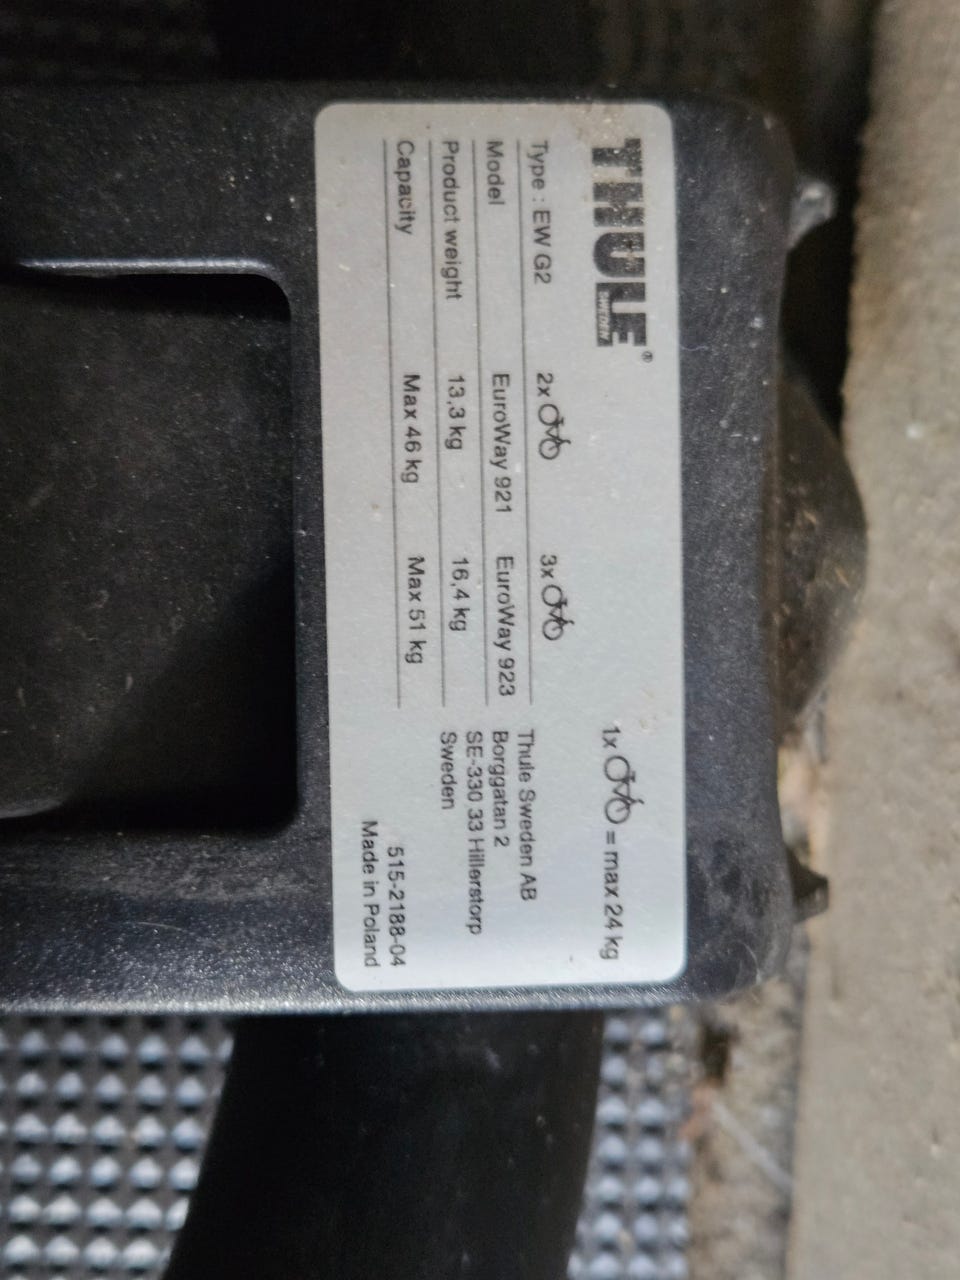 THULE®
SWEDEN
1x = max 24 kg
Type : EW G2 2x 3x
Model EuroWay 921 EuroWay 923
Product weight 13,3 kg 16,4 kg
Capacity Max 46 kg Max 51 kg
Thule Sweden AB
Borggatan 2
SE-330 33 Hillerstorp
Sweden
515-2188-04
Made in Poland